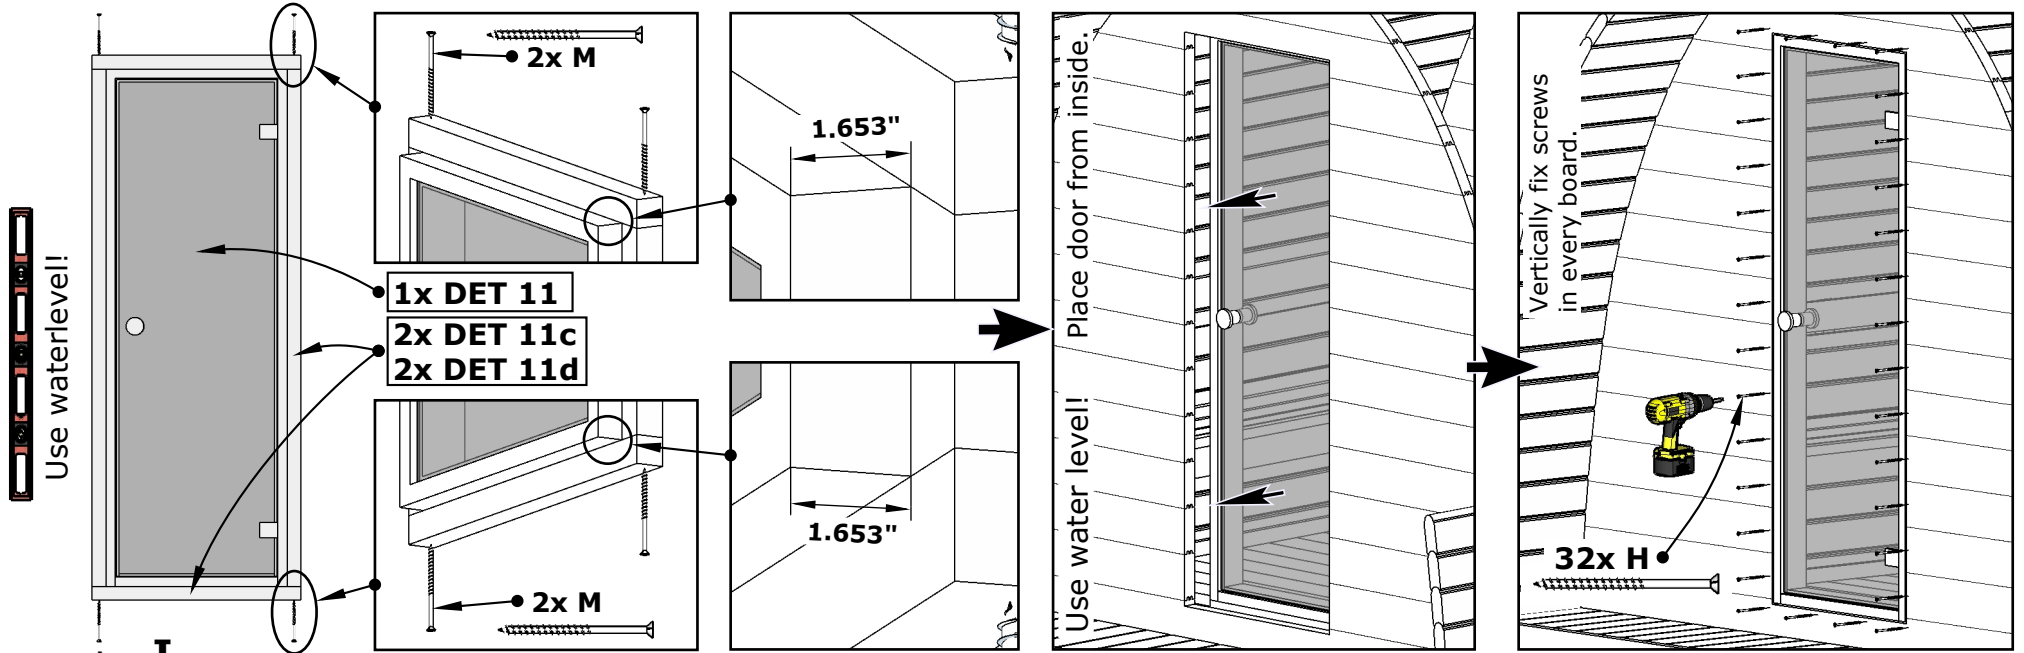 Use waterlevel!
2x M
1x DET 11
2x DET 11c
2x DET 11d
2x M
1.653"
1.653"
Use water level!   Place door from inside.
Vertically fix screws
in every board.
32x H